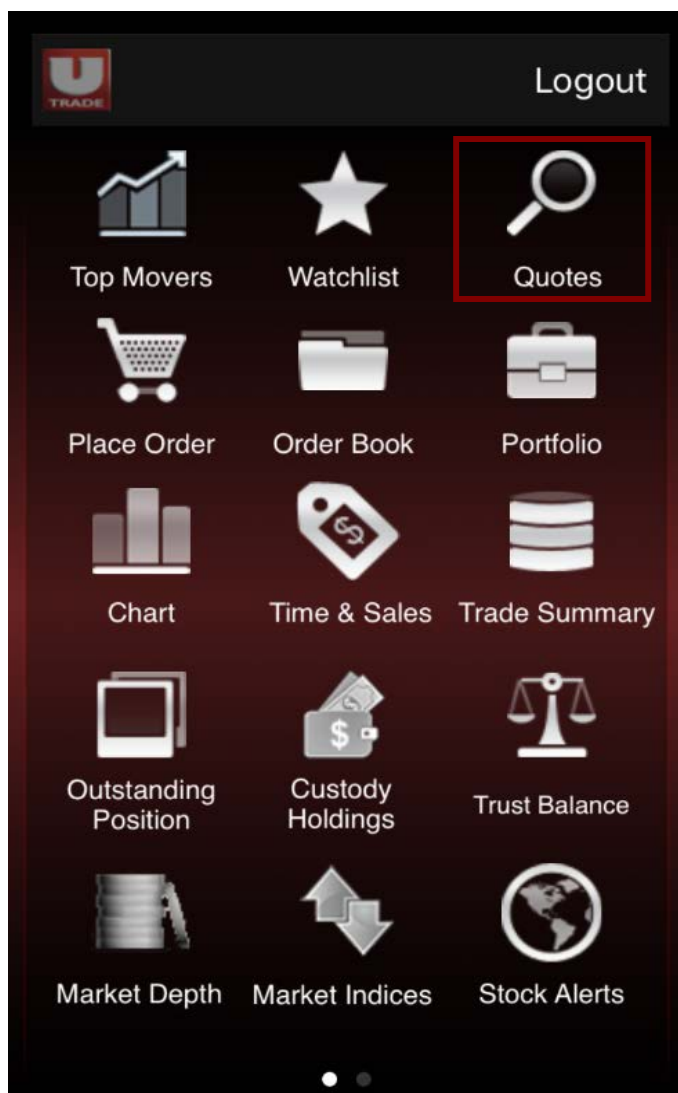 U
TRADE
Logout
Top Movers
Watchlist
Quotes
Place Order
Order Book
Portfolio
$
Chart
Time & Sales
Trade Summary
$
Outstanding
Position
Custody
Holdings
Trust Balance
Market Depth
Market Indices
Stock Alerts